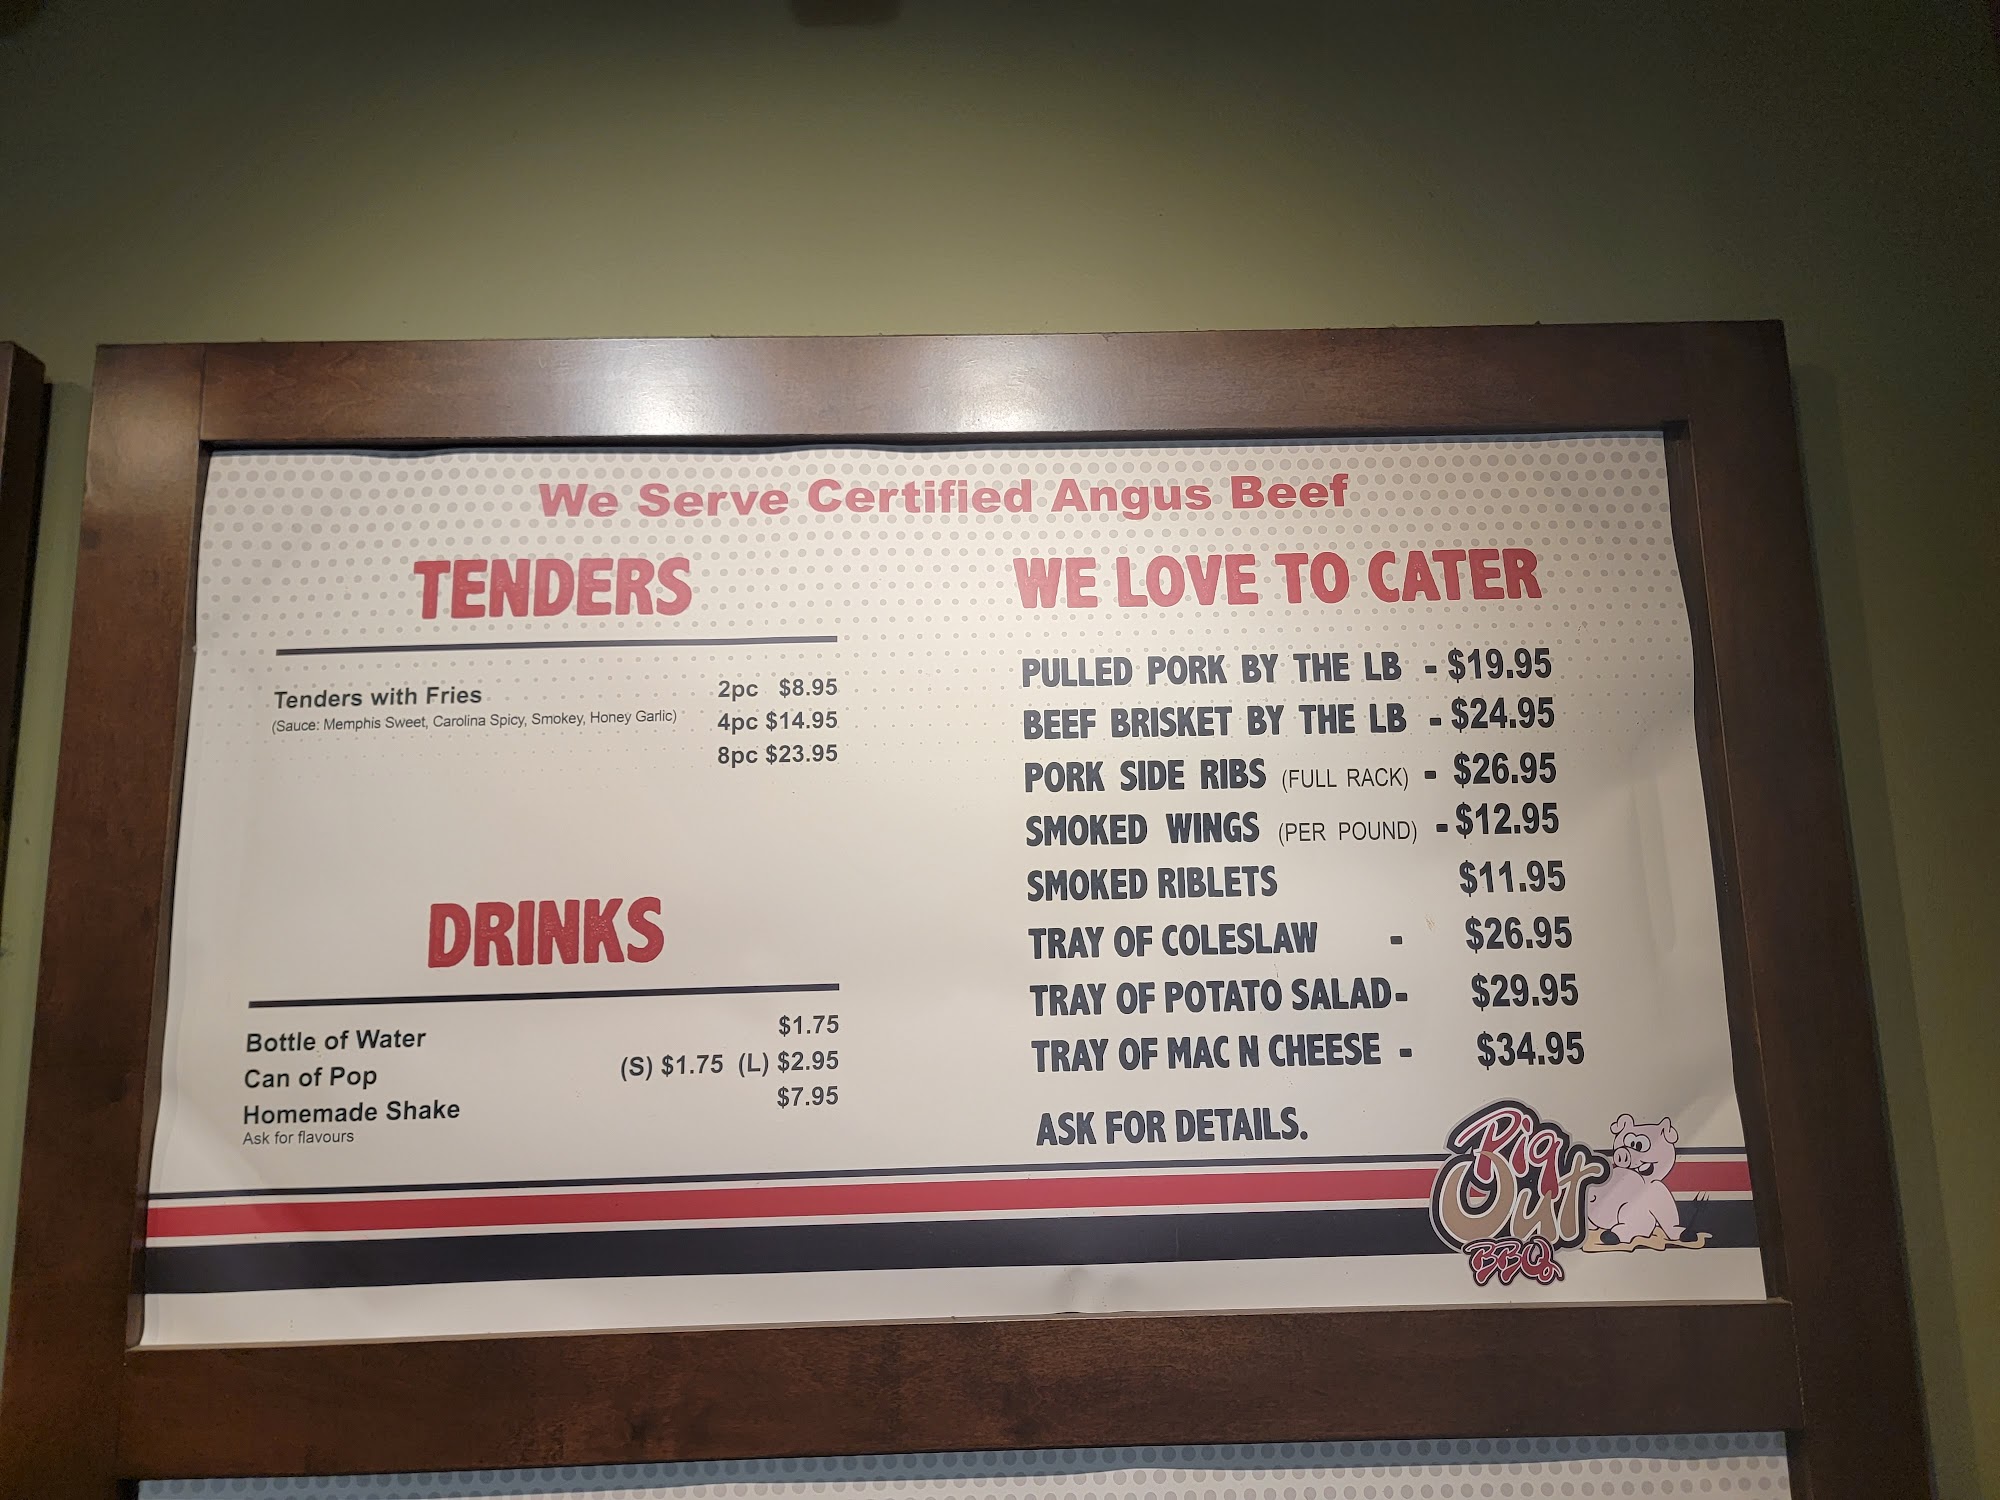 We Serve Certified Angus Beef
TENDERS
Tenders with Fries
(Sauce: Memphis Sweet, Carolina Spicy, Smokey, Honey Garlic)
2pc $8.95
4pc $14.95
8pc $23.95
DRINKS
Bottle of Water $1.75
Can of Pop (S) $1.75 (L) $2.95
Homemade Shake $7.95
Ask for flavours
WE LOVE TO CATER
PULLED PORK BY THE LB - $19.95
BEEF BRISKET BY THE LB - $24.95
PORK SIDE RIBS (FULL RACK) - $26.95
SMOKED WINGS (PER POUND) - $12.95
SMOKED RIBLETS $11.95
TRAY OF COLESLAW - $26.95
TRAY OF POTATO SALAD- $29.95
TRAY OF MAC N CHEESE - $34.95
ASK FOR DETAILS.
Pig
Out
BBQ